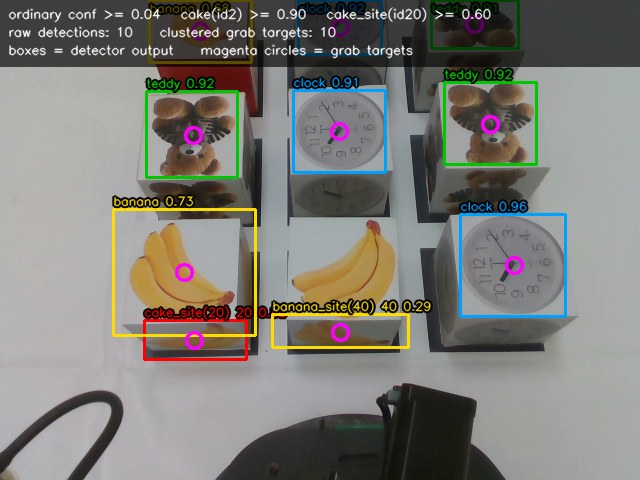 ordinary conf >= 0.04 cake(id2) >= 0.90 cake_site(id20) >= 0.60
raw detections: 10 clustered grab targets: 10
boxes = detector output magenta circles = grab targets
teddy 0.92
clock 0.91
teddy 0.92
banana 0.73
clock 0.96
cake_site(20) 20
banana_site(40) 40 0.29